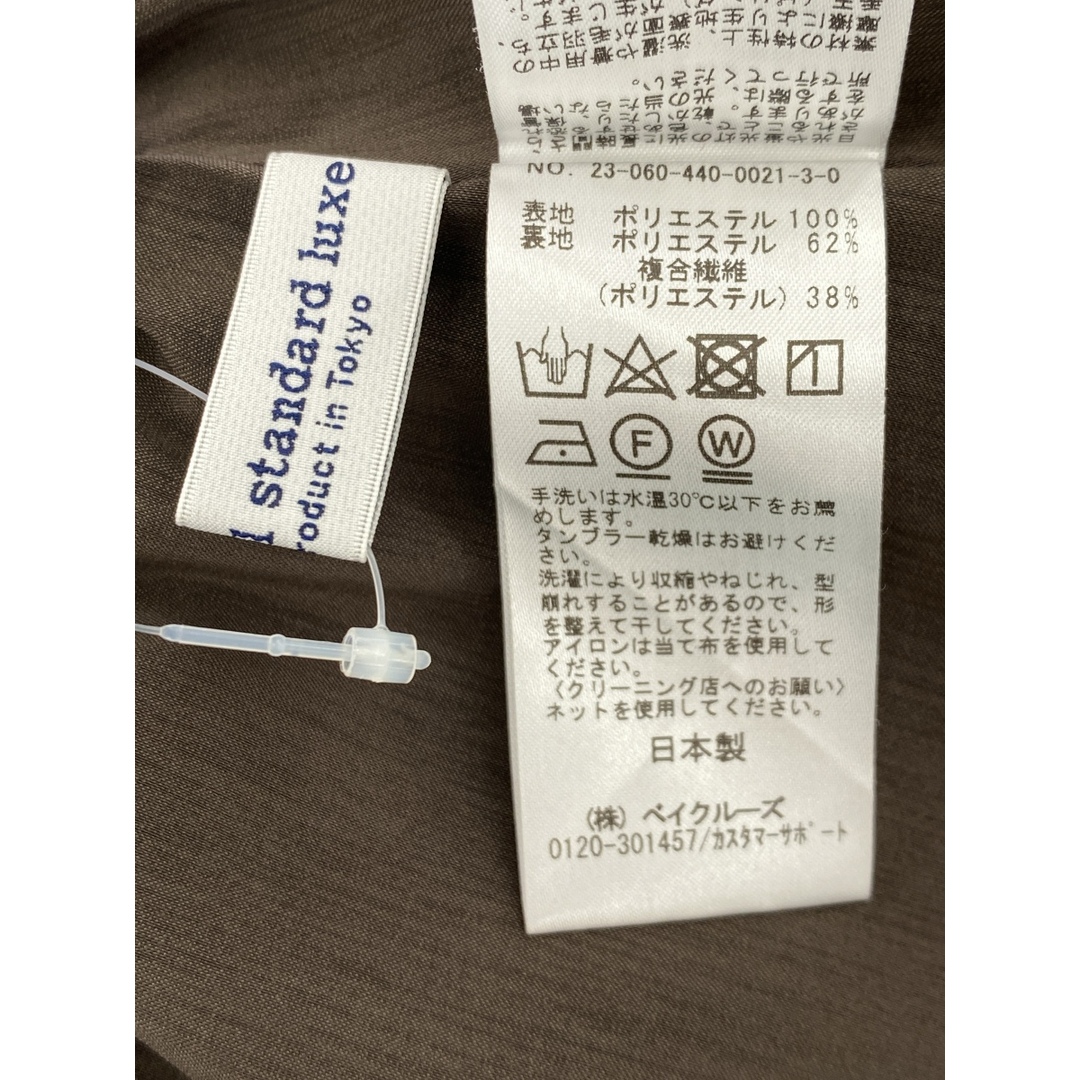 l standard luxe
roduct in Tokyo
NO. 23-060-440-0021-3-0
表地 ポリエステル 100%
裏地 ポリエステル 62%
複合繊維
(ポリエステル) 38%
F W
手洗いは水温30℃以下をお薦
めします。
タンブラー乾燥はお避けくだ
さい。
洗濯により収縮やねじれ、型
崩れすることがあるので、形
を整えて干してください。
アイロンは当て布を使用して
ください。
〈クリーニング店へのお願い〉
ネットを使用してください。
日本製
(株) ベイクルーズ
0120-301457/カスタマーサポート